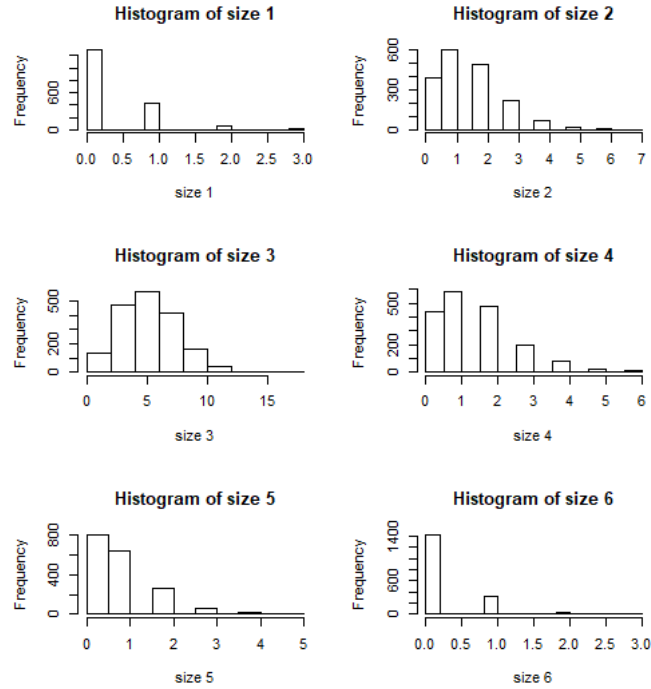 Histogram of size 1
Frequency
0 600
0.0 0.5 1.0 1.5 2.0 2.5 3.0
size 1
Histogram of size 2
Frequency
0 300 600
0 1 2 3 4 5 6 7
size 2
Histogram of size 3
Frequency
0 200 500
0 5 10 15
size 3
Histogram of size 4
Frequency
0 200 500
0 1 2 3 4 5 6
size 4
Histogram of size 5
Frequency
0 400 800
0 1 2 3 4 5
size 5
Histogram of size 6
Frequency
0 600 1400
0.0 0.5 1.0 1.5 2.0 2.5 3.0
size 6